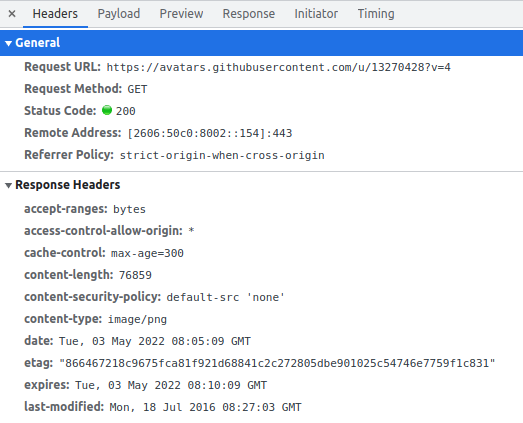 × Headers Payload Preview Response Initiator Timing
General
Request URL: https://avatars.githubusercontent.com/u/13270428?v=4
Request Method: GET
Status Code: 200
Remote Address: [2606:50c0:8002::154]:443
Referrer Policy: strict-origin-when-cross-origin
Response Headers
accept-ranges: bytes
access-control-allow-origin: *
cache-control: max-age=300
content-length: 76859
content-security-policy: default-src 'none'
content-type: image/png
date: Tue, 03 May 2022 08:05:09 GMT
etag: "866467218c9675fca81f921d68841c2c272805dbe901025c54746e7759f1c831"
expires: Tue, 03 May 2022 08:10:09 GMT
last-modified: Mon, 18 Jul 2016 08:27:03 GMT